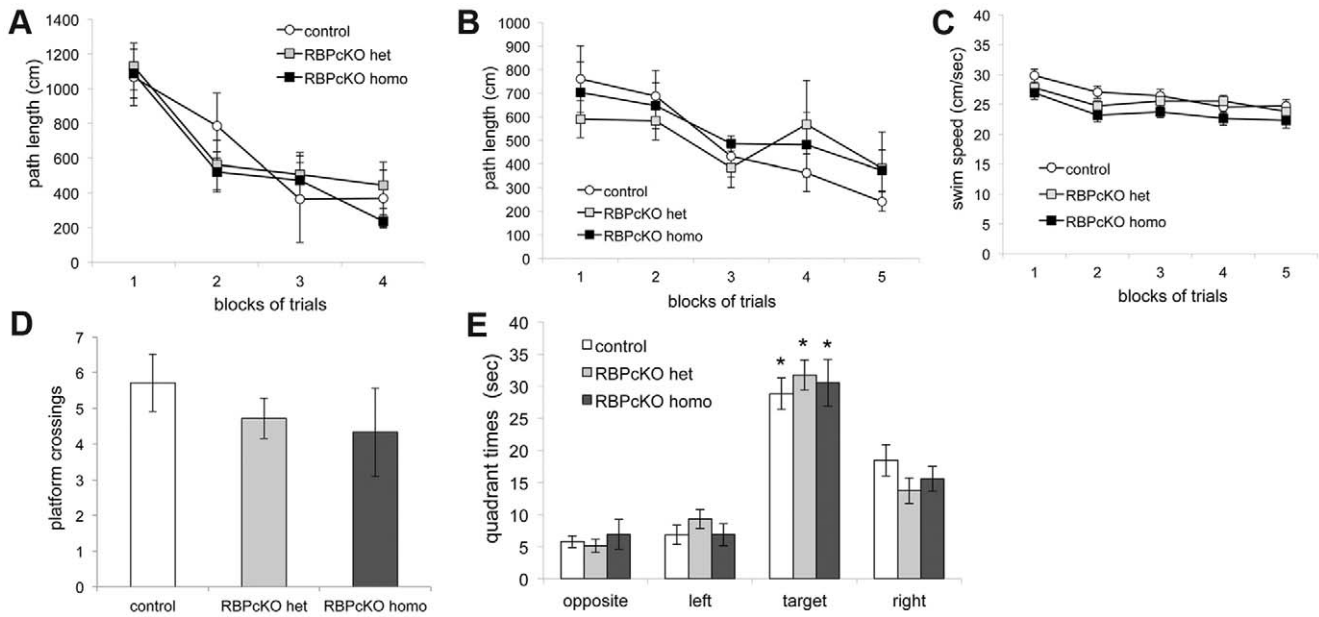 A
path length (cm)
1400
1200
1000
800
600
400
200
0
control
RBPcKO het
RBPcKO homo
1 2 3 4
blocks of trials
B
path length (cm)
1000
900
800
700
600
500
400
300
200
100
0
control
RBPcKO het
RBPcKO homo
1 2 3 4 5
blocks of trials
C
swim speed (cm/sec)
40
35
30
25
20
15
10
5
0
control
RBPcKO het
RBPcKO homo
1 2 3 4 5
blocks of trials
D
platform crossings
7
6
5
4
3
2
1
0
control RBPcKO het RBPcKO homo
E
quadrant times (sec)
40
35
30
25
20
15
10
5
0
control
RBPcKO het
RBPcKO homo
* * *
opposite left target right